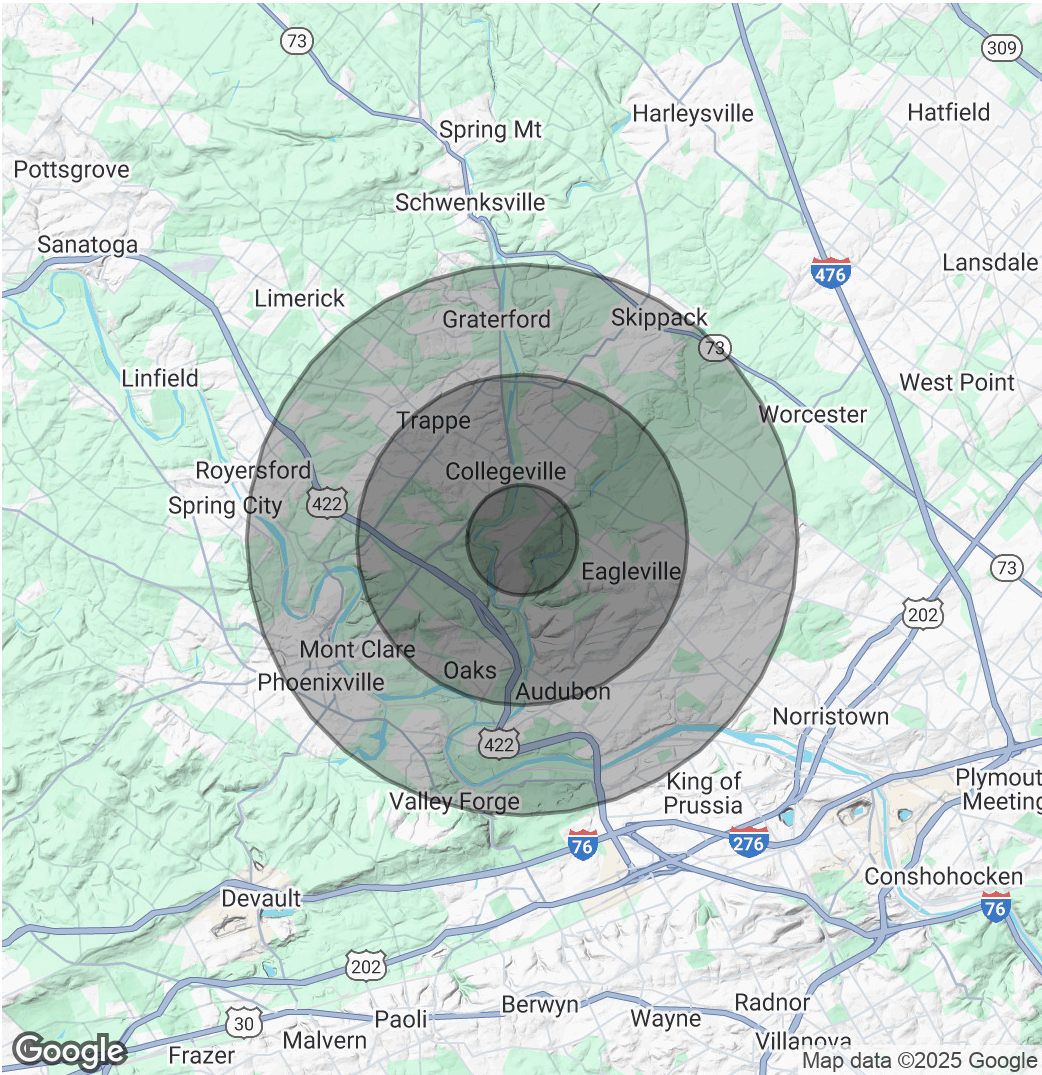 73
309
Harleysville
Hatfield
Spring Mt
Pottsgrove
Schwenksville
Sanatoga
476
Lansdale
Limerick
Graterford
Skippack
73
Linfield
West Point
Trappe
Worcester
Royersford
Collegeville
Spring City
422
Eagleville
73
202
Mont Clare
Oaks
Phoenixville
Audubon
Norristown
422
King of
Prussia
Plymout
Meeting
Valley Forge
76
276
Conshohocken
Devault
76
202
Berwyn
Radnor
30
Paoli
Wayne
Malvern
Villanova
Google
Frazer
Map data ©2025 Google